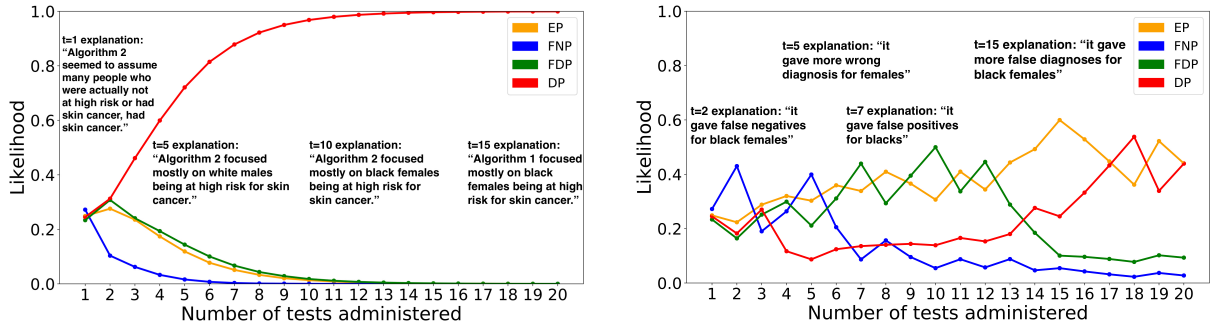 1.0
0.8
0.6
0.4
0.2
0.0
Likelihood
t=1 explanation:
“Algorithm 2
seemed to assume
many people who
were actually not
at high risk or had
skin cancer, had
skin cancer.”
t=5 explanation:
“Algorithm 2 focused
mostly on white males
being at high risk for skin
cancer.”
t=10 explanation:
“Algorithm 2 focused
mostly on black females
being at high risk for
skin cancer.”
t=15 explanation:
“Algorithm 1 focused
mostly on black
females being at high
risk for skin cancer.”
EP
FNP
FDP
DP
1 2 3 4 5 6 7 8 9 10 11 12 13 14 15 16 17 18 19 20
Number of tests administered
1.0
0.8
0.6
0.4
0.2
0.0
Likelihood
t=2 explanation: “it
gave false negatives
for black females”
t=5 explanation: “it
gave more wrong
diagnosis for females”
t=7 explanation: “it
gave false positives
for blacks”
t=15 explanation: “it gave
more false diagnoses for
black females”
EP
FNP
FDP
DP
1 2 3 4 5 6 7 8 9 10 11 12 13 14 15 16 17 18 19 20
Number of tests administered